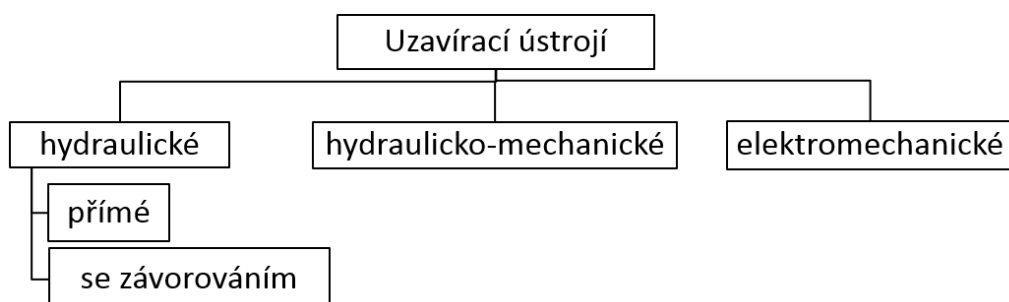 Uzavírací ústrojí
hydraulické
hydraulicko-mechanické
elektromechanické
přímé
se závorováním